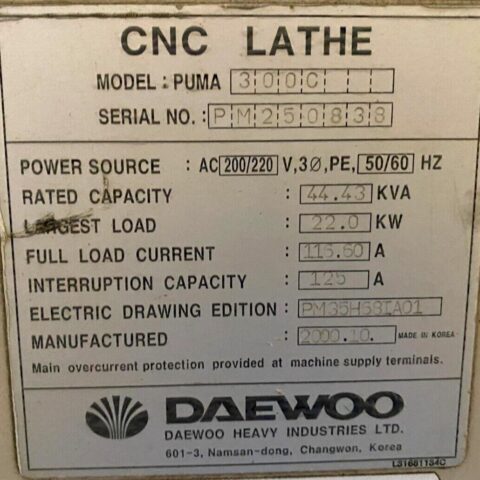 CNC LATHE
MODEL : PUMA 300C
SERIAL NO. : PM250838
POWER SOURCE : AC 200/220 V,3Ø,PE, 50/60 HZ
RATED CAPACITY : 44.43 KVA
LARGEST LOAD : 22.0 KW
FULL LOAD CURRENT : 116.60 A
INTERRUPTION CAPACITY : 125 A
ELECTRIC DRAWING EDITION :
MANUFACTURED : 2000.10. MADE IN KOREA
Main overcurrent protection provided at machine supply terminals.
DAEWOO
DAEWOO HEAVY INDUSTRIES LTD.
601-3, Namsan-dong, Changwon, Korea
L31681134C